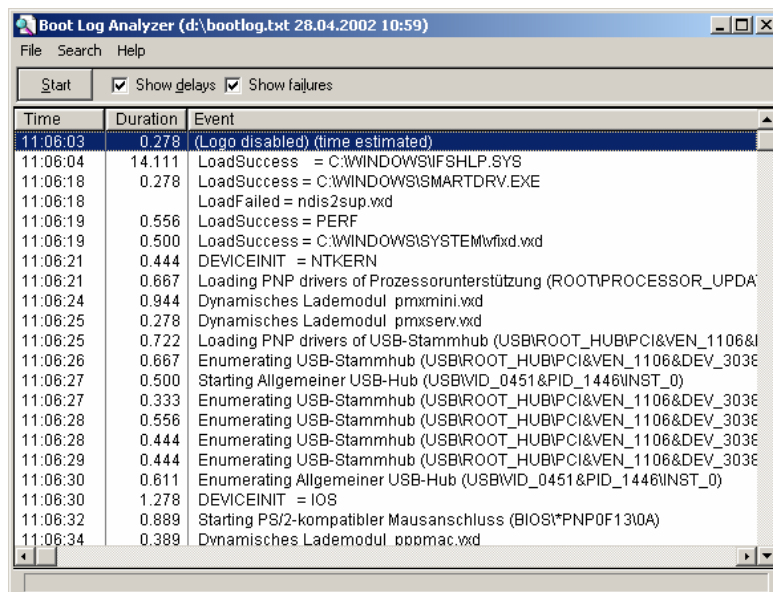 Boot Log Analyzer (d:\bootlog.txt 28.04.2002 10:59)
File Search Help
Start Show delays Show failures
Time Duration Event
11:06:03 0.278 (Logo disabled) (time estimated)
11:06:04 14.111 LoadSuccess = C:\WINDOWS\IFSHLP.SYS
11:06:18 0.278 LoadSuccess = C:\WINDOWS\SMARTDRV.EXE
11:06:18 LoadFailed = ndis2sup.vxd
11:06:19 0.556 LoadSuccess = PERF
11:06:19 0.500 LoadSuccess = C:\WINDOWS\SYSTEM\vfixd.vxd
11:06:21 0.444 DEVICEINIT = NTKERN
11:06:21 0.667 Loading PNP drivers of Prozessorunterstützung (ROOT\PROCESSOR_UPDA
11:06:24 0.944 Dynamisches Lademodul pmxmini.vxd
11:06:25 0.278 Dynamisches Lademodul pmxserv.vxd
11:06:25 0.722 Loading PNP drivers of USB-Stammhub (USB\ROOT_HUB\PCI&VEN_1106&
11:06:26 0.667 Enumerating USB-Stammhub (USB\ROOT_HUB\PCI&VEN_1106&DEV_3038
11:06:27 0.500 Starting Allgemeiner USB-Hub (USB\VID_0451&PID_1446\INST_0)
11:06:27 0.333 Enumerating USB-Stammhub (USB\ROOT_HUB\PCI&VEN_1106&DEV_3038
11:06:28 0.556 Enumerating USB-Stammhub (USB\ROOT_HUB\PCI&VEN_1106&DEV_3038
11:06:28 0.444 Enumerating USB-Stammhub (USB\ROOT_HUB\PCI&VEN_1106&DEV_3038
11:06:29 0.444 Enumerating USB-Stammhub (USB\ROOT_HUB\PCI&VEN_1106&DEV_3038
11:06:30 0.611 Enumerating Allgemeiner USB-Hub (USB\VID_0451&PID_1446\INST_0)
11:06:30 1.278 DEVICEINIT = IOS
11:06:32 0.889 Starting PS/2-kompatibler Mausanschluss (BIOS\*PNP0F13\0A)
11:06:34 0.389 Dynamisches Lademodul pppmac.vxd